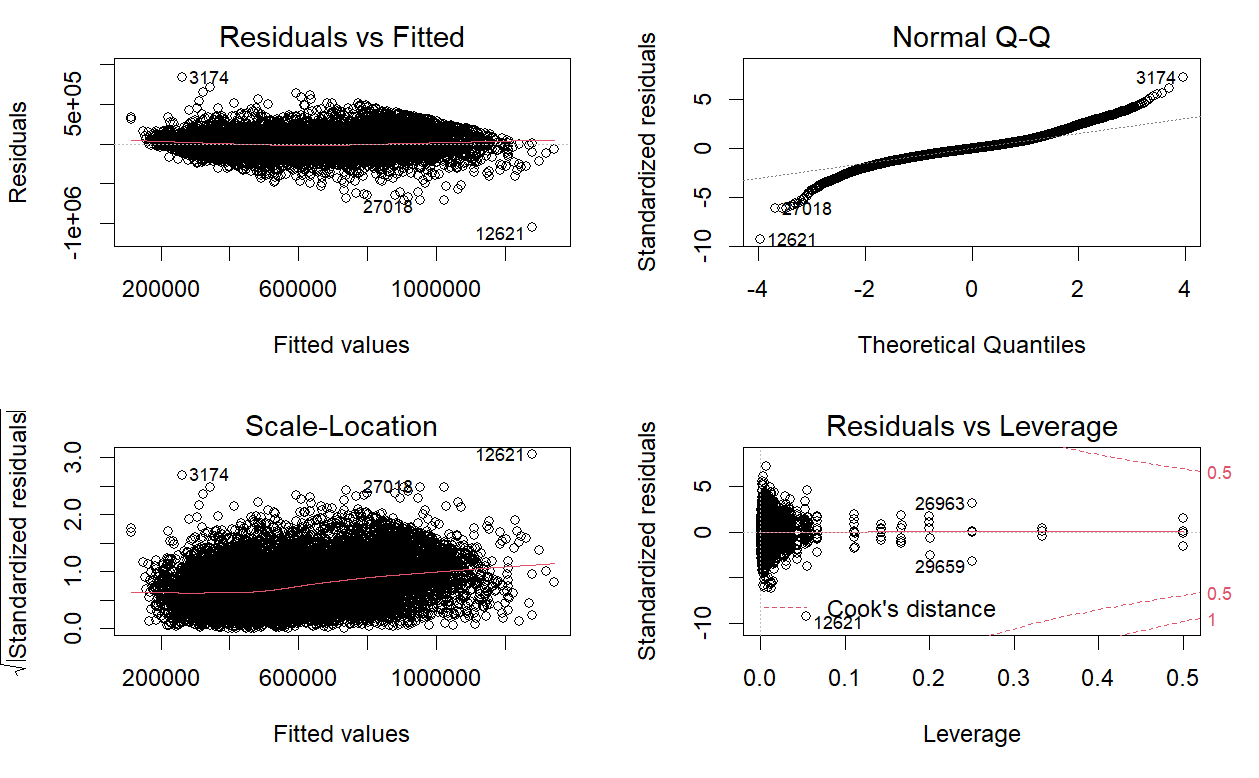 Residuals vs Fitted
Residuals
5e+05
-1e+06
3174
27018
12621
200000 600000 1000000
Fitted values
Normal Q-Q
Standardized residuals
5
0
-5
-10
3174
27018
12621
-4 -2 0 2 4
Theoretical Quantiles
Scale-Location
√|Standardized residuals|
3.0
2.0
1.0
0.0
12621
3174
27018
200000 600000 1000000
Fitted values
Residuals vs Leverage
Standardized residuals
5
0
-10
26963
29659
12621
Cook's distance
0.5
0.5
1
0.0 0.1 0.2 0.3 0.4 0.5
Leverage